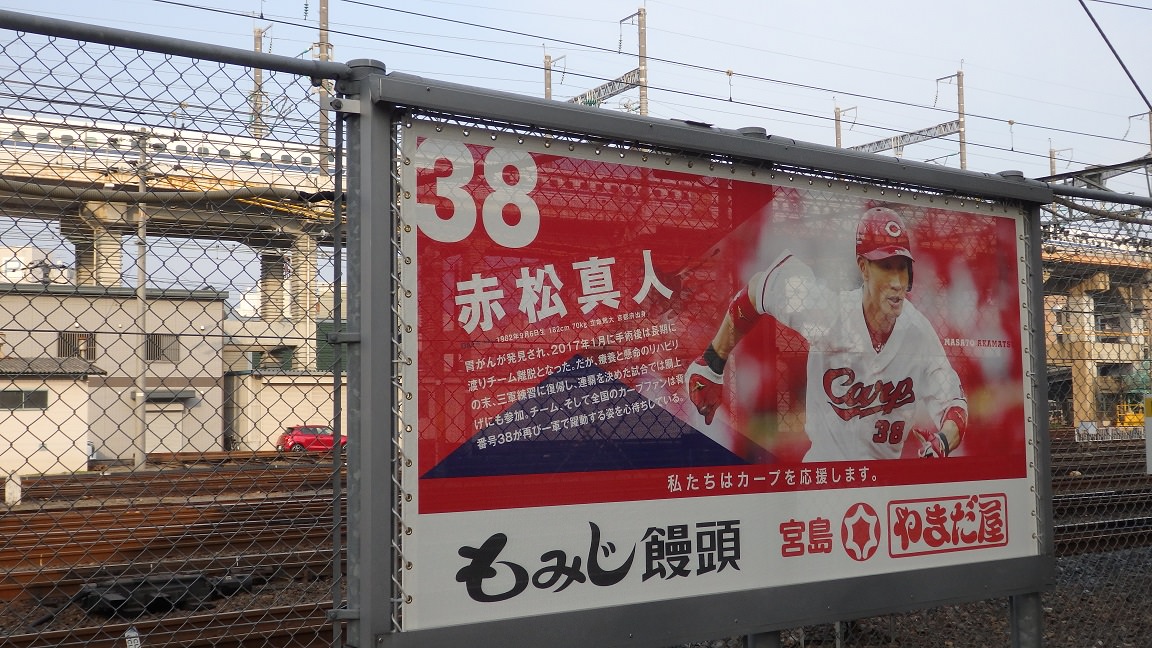 38
赤松真人
1982年9月6日生 182cm 70kg 立命館大 京都府出身
胃がんが発見され、2017年1月に手術後は長期に
渡りチーム離脱となった。だが、療養と懸命のリハビリ
の末、三軍練習に復帰し、連覇を決めた試合では胴上
げにも参加。チーム、そして全国のカープファンは背
番号38が再び一軍で躍動する姿を心待ちしている。
MASATO AKAMATSU
C
Carp
38
私たちはカープを応援します。
もみじ饅頭
宮島 やまだ屋